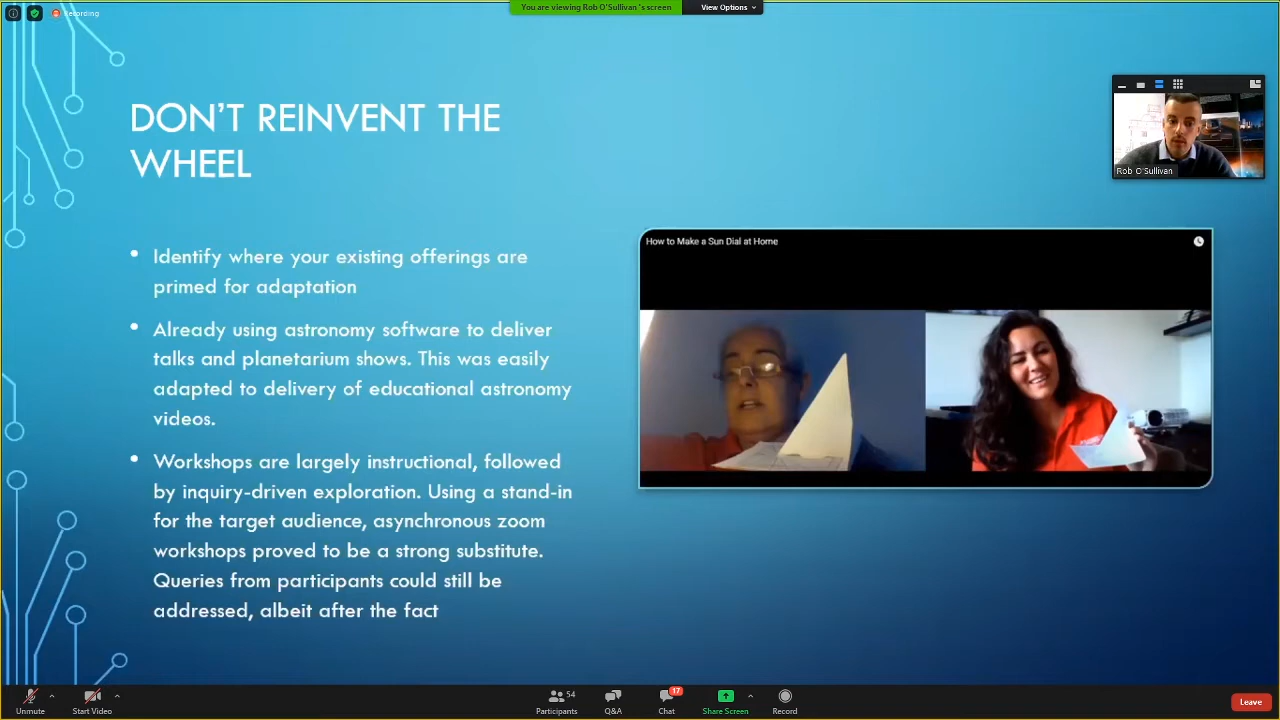 Recording
You are viewing Rob O'Sullivan 's screen
View Options
DON'T REINVENT THE
WHEEL
Rob O'Sullivan
• Identify where your existing offerings are
primed for adaptation
• Already using astronomy software to deliver
talks and planetarium shows. This was easily
adapted to delivery of educational astronomy
videos.
• Workshops are largely instructional, followed
by inquiry-driven exploration. Using a stand-in
for the target audience, asynchronous zoom
workshops proved to be a strong substitute.
Queries from participants could still be
addressed, albeit after the fact
How to Make a Sun Dial at Home
Unmute
Start Video
54
Participants
Q&A
17
Chat
Share Screen
Record
Leave